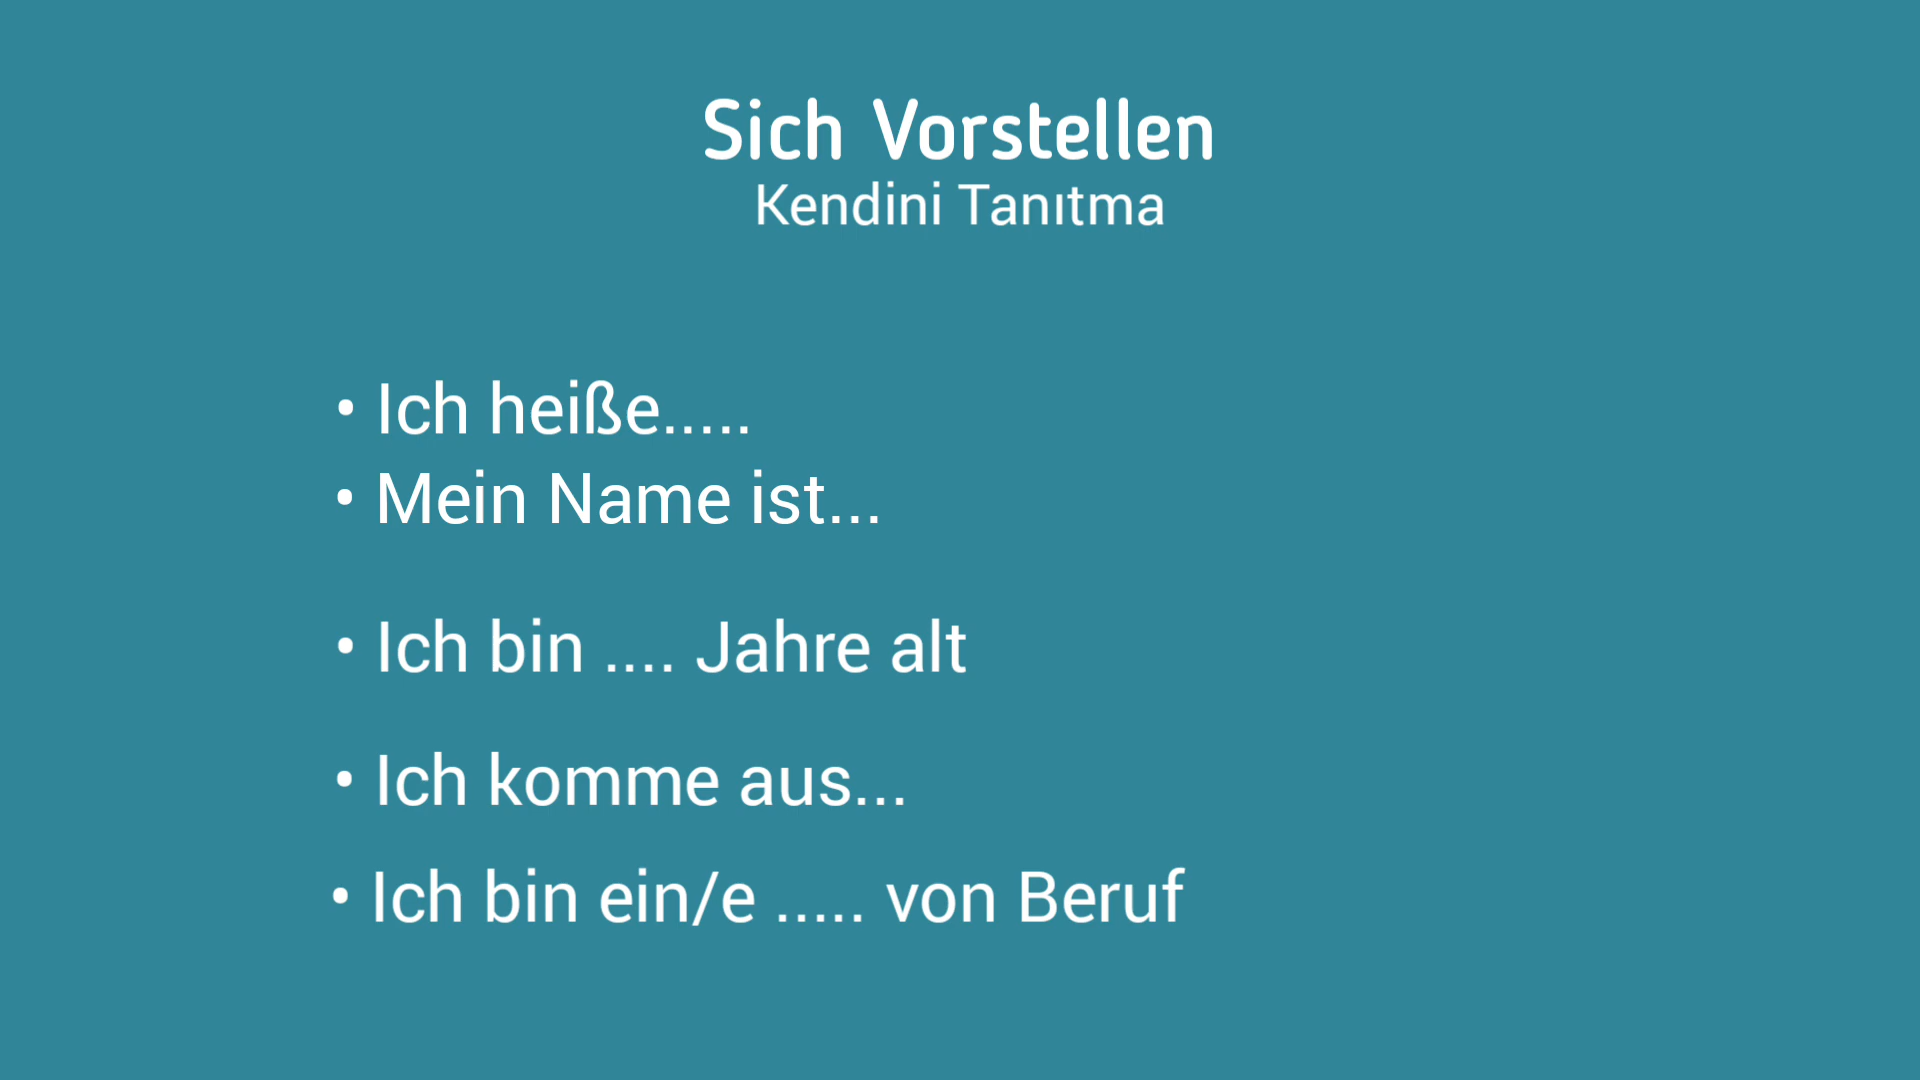 Sich Vorstellen
Kendini Tanıtma
• Ich heiße.....
• Mein Name ist...
• Ich bin .... Jahre alt
• Ich komme aus...
• Ich bin ein/e ..... von Beruf